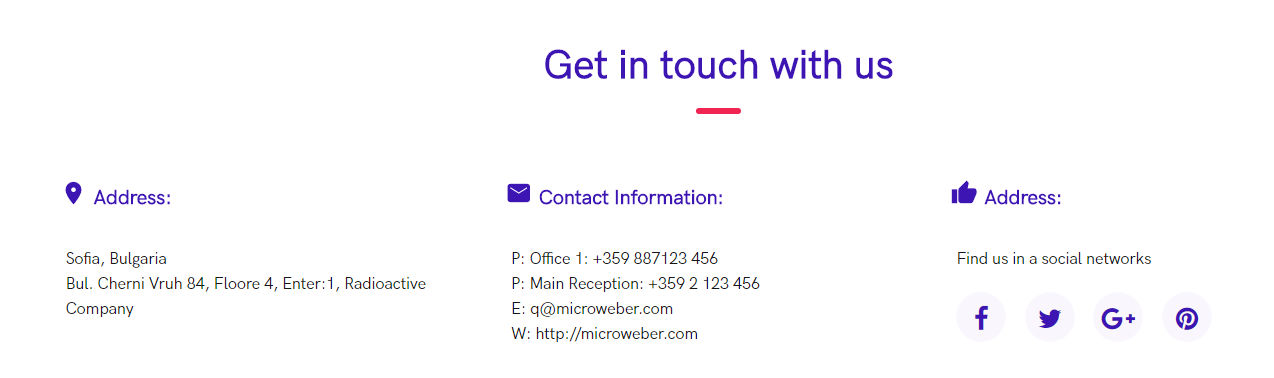 Get in touch with us
Address:
Sofia, Bulgaria
Bul. Cherni Vruh 84, Floore 4, Enter:1, Radioactive
Company
Contact Information:
P: Office 1: +359 887123 456
P: Main Reception: +359 2 123 456
E: q@microweber.com
W: http://microweber.com
Address:
Find us in a social networks